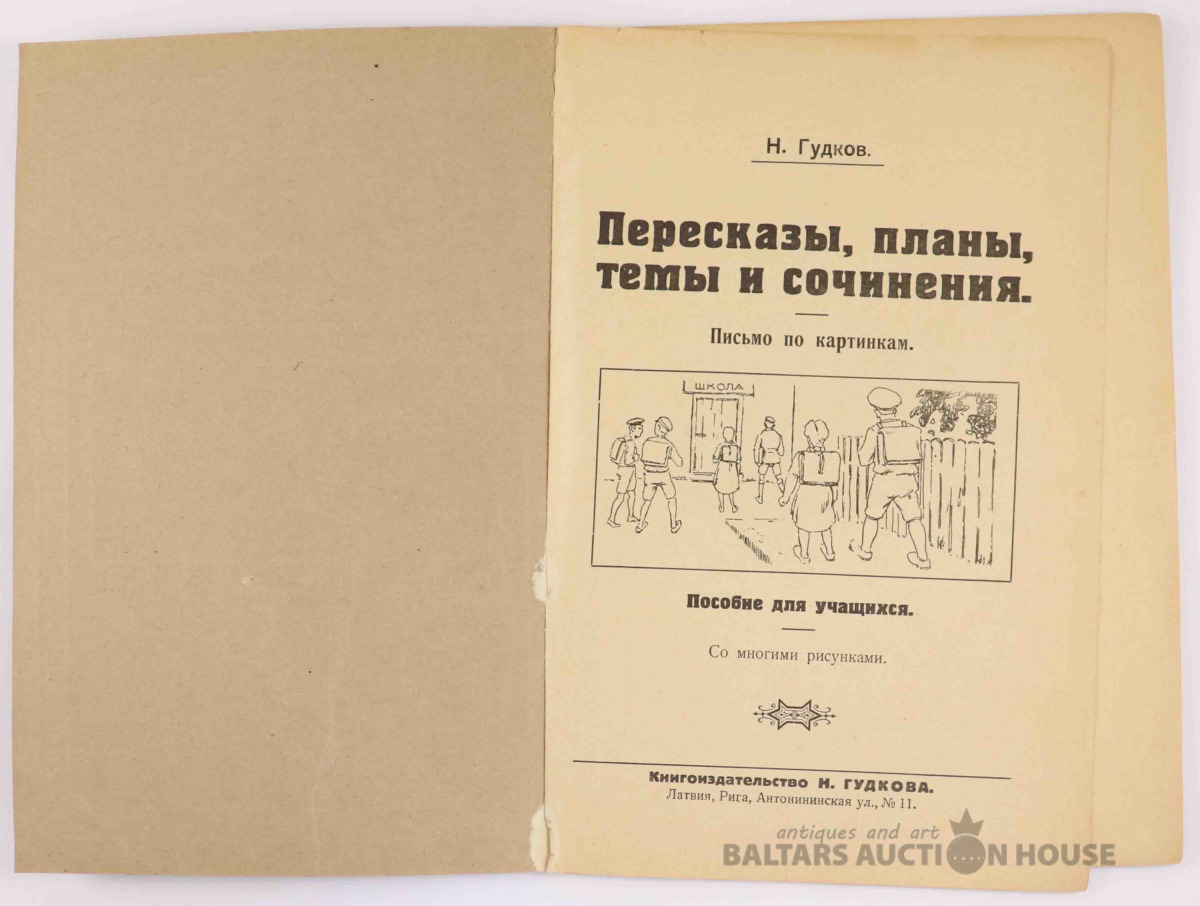 Н. Гудков.
Пересказы, планы,
темы и сочинения.
Письмо по картинкам.
ШКОЛА
Пособие для учащихся.
Со многими рисунками.
Книгоиздательство Н. ГУДКОВА.
Латвия, Рига, Антонининская ул., № 11.
antiques and art
BALTARS AUCTION HOUSE